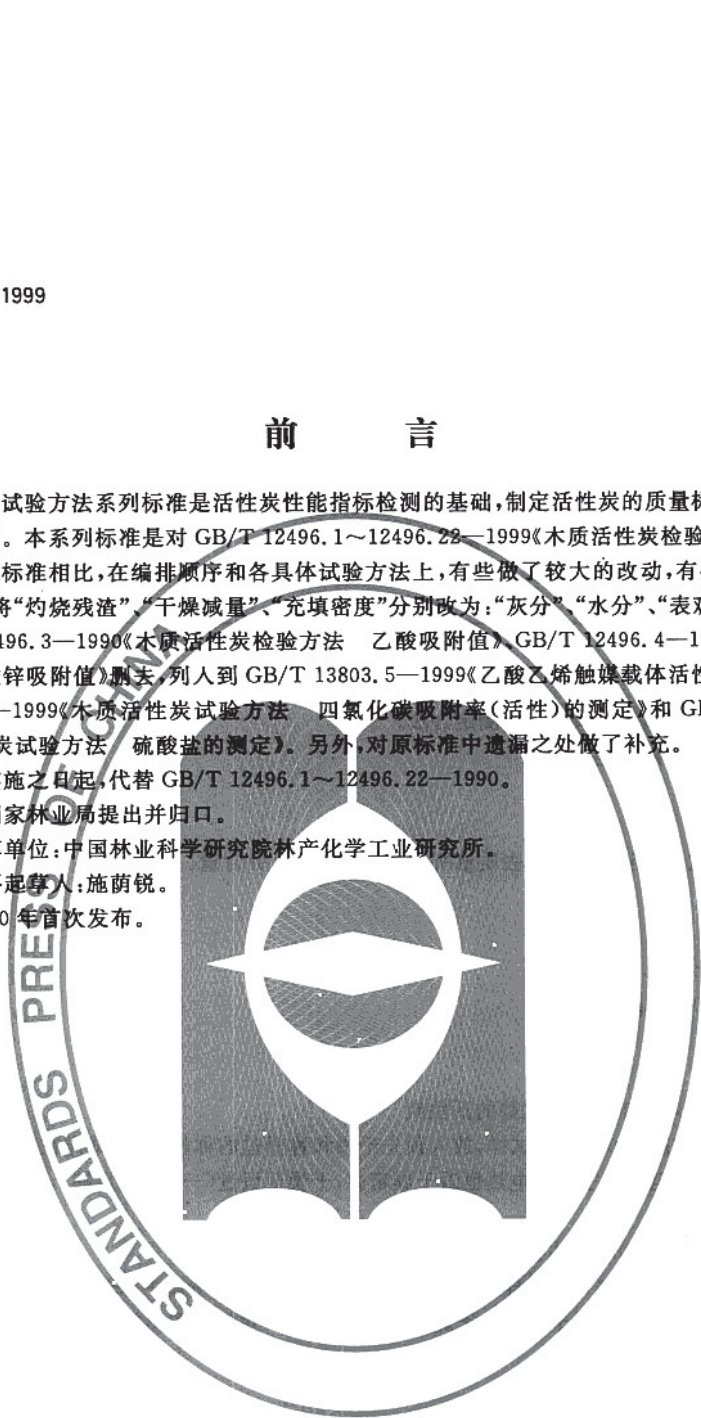 1999
前 言
试验方法系列标准是活性炭性能指标检测的基础,制定活性炭的质量标
。本系列标准是对 GB/T 12496.1～12496.22—1999《木质活性炭检验
标准相比,在编排顺序和各具体试验方法上,有些做了较大的改动,有
将“灼烧残渣”、“干燥减量”、“充填密度”分别改为:“灰分”、“水分”、“表观
496.3—1990《木质活性炭检验方法 乙酸吸附值》、GB/T 12496.4—1
锌吸附值》删去,列人到 GB/T 13803.5—1999《乙酸乙烯触媒载体活性
—1999《木质活性炭试验方法 四氯化碳吸附率(活性)的测定》和 G
炭试验方法 硫酸盐的测定》。另外,对原标准中遗漏之处做了补充。
施之日起,代替 GB/T 12496.1～12496.22—1990。
家林业局提出并归口。
单位:中国林业科学研究院林产化学工业研究所。
起草人:施荫锐。
0 年首次发布。
STANDARDS PRESS OF CHINA